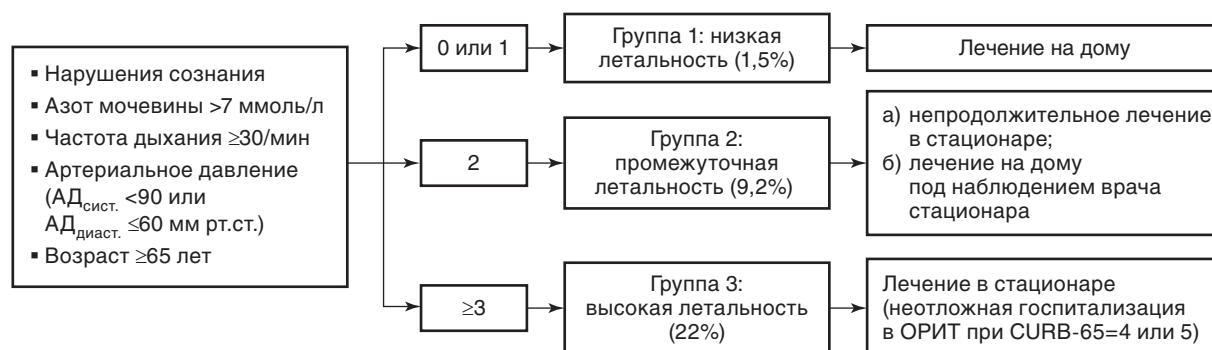 ▪ Нарушения сознания
▪ Азот мочевины >7 ммоль/л
▪ Частота дыхания ≥30/мин
▪ Артериальное давление
(АДсист. <90 или
АДдиаст. ≤60 мм рт.ст.)
▪ Возраст ≥65 лет
0 или 1
Группа 1: низкая
летальность (1,5%)
Лечение на дому
2
Группа 2:
промежуточная
летальность (9,2%)
а) непродолжительное лечение
в стационаре;
б) лечение на дому
под наблюдением врача
стационара
≥3
Группа 3:
высокая летальность
(22%)
Лечение в стационаре
(неотложная госпитализация
в ОРИТ при CURB-65=4 или 5)